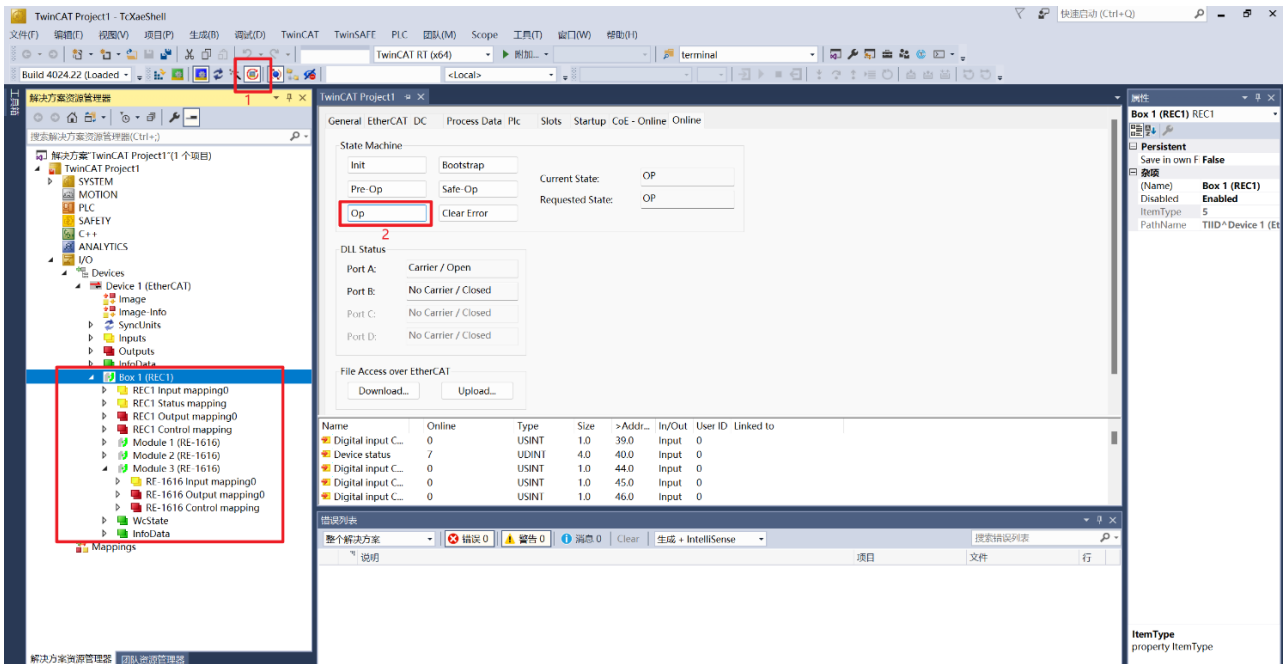 TwinCAT Project1 - TcXaeShell
快速启动 (Ctrl+Q)
文件(F) 编辑(E) 视图(V) 项目(P) 生成(B) 调试(D) TwinCAT TwinSAFE PLC 团队(M) Scope 工具(T) 窗口(W) 帮助(H)
TwinCAT RT (x64) 附加... terminal
Build 4024.22 (Loaded <Local>
1
工具箱
解决方案资源管理器
搜索解决方案资源管理器(Ctrl+;)
解决方案"TwinCAT Project1"(1 个项目)
TwinCAT Project1
SYSTEM
MOTION
PLC
SAFETY
C++
ANALYTICS
I/O
Devices
Device 1 (EtherCAT)
Image
Image-Info
SyncUnits
Inputs
Outputs
InfoData
Box 1 (REC1)
REC1 Input mapping0
REC1 Status mapping
REC1 Output mapping0
REC1 Control mapping
Module 1 (RE-1616)
Module 2 (RE-1616)
Module 3 (RE-1616)
RE-1616 Input mapping0
RE-1616 Output mapping0
RE-1616 Control mapping
WcState
InfoData
Mappings
解决方案资源管理器 团队资源管理器
TwinCAT Project1
General EtherCAT DC Process Data Plc Slots Startup CoE - Online Online
State Machine
Init Bootstrap
Pre-Op Safe-Op
Op Clear Error
2
Current State: OP
Requested State: OP
DLL Status
Port A: Carrier / Open
Port B: No Carrier / Closed
Port C: No Carrier / Closed
Port D: No Carrier / Closed
File Access over EtherCAT
Download... Upload...
Name Online Type Size >Addr... In/Out User ID Linked to
Digital input C... 0 USINT 1.0 39.0 Input 0
Device status 7 UDINT 4.0 40.0 Input 0
Digital input C... 0 USINT 1.0 44.0 Input 0
Digital input C... 0 USINT 1.0 45.0 Input 0
Digital input C... 0 USINT 1.0 46.0 Input 0
错误列表
整个解决方案 错误 0 警告 0 消息 0 Clear 生成 + IntelliSense 搜索错误列表
说明 项目 文件 行
属性
Box 1 (REC1) REC1
Persistent
Save in own F False
杂项
(Name) Box 1 (REC1)
Disabled Enabled
ItemType 5
PathName TIID^Device 1 (Et
ItemType
property ItemType